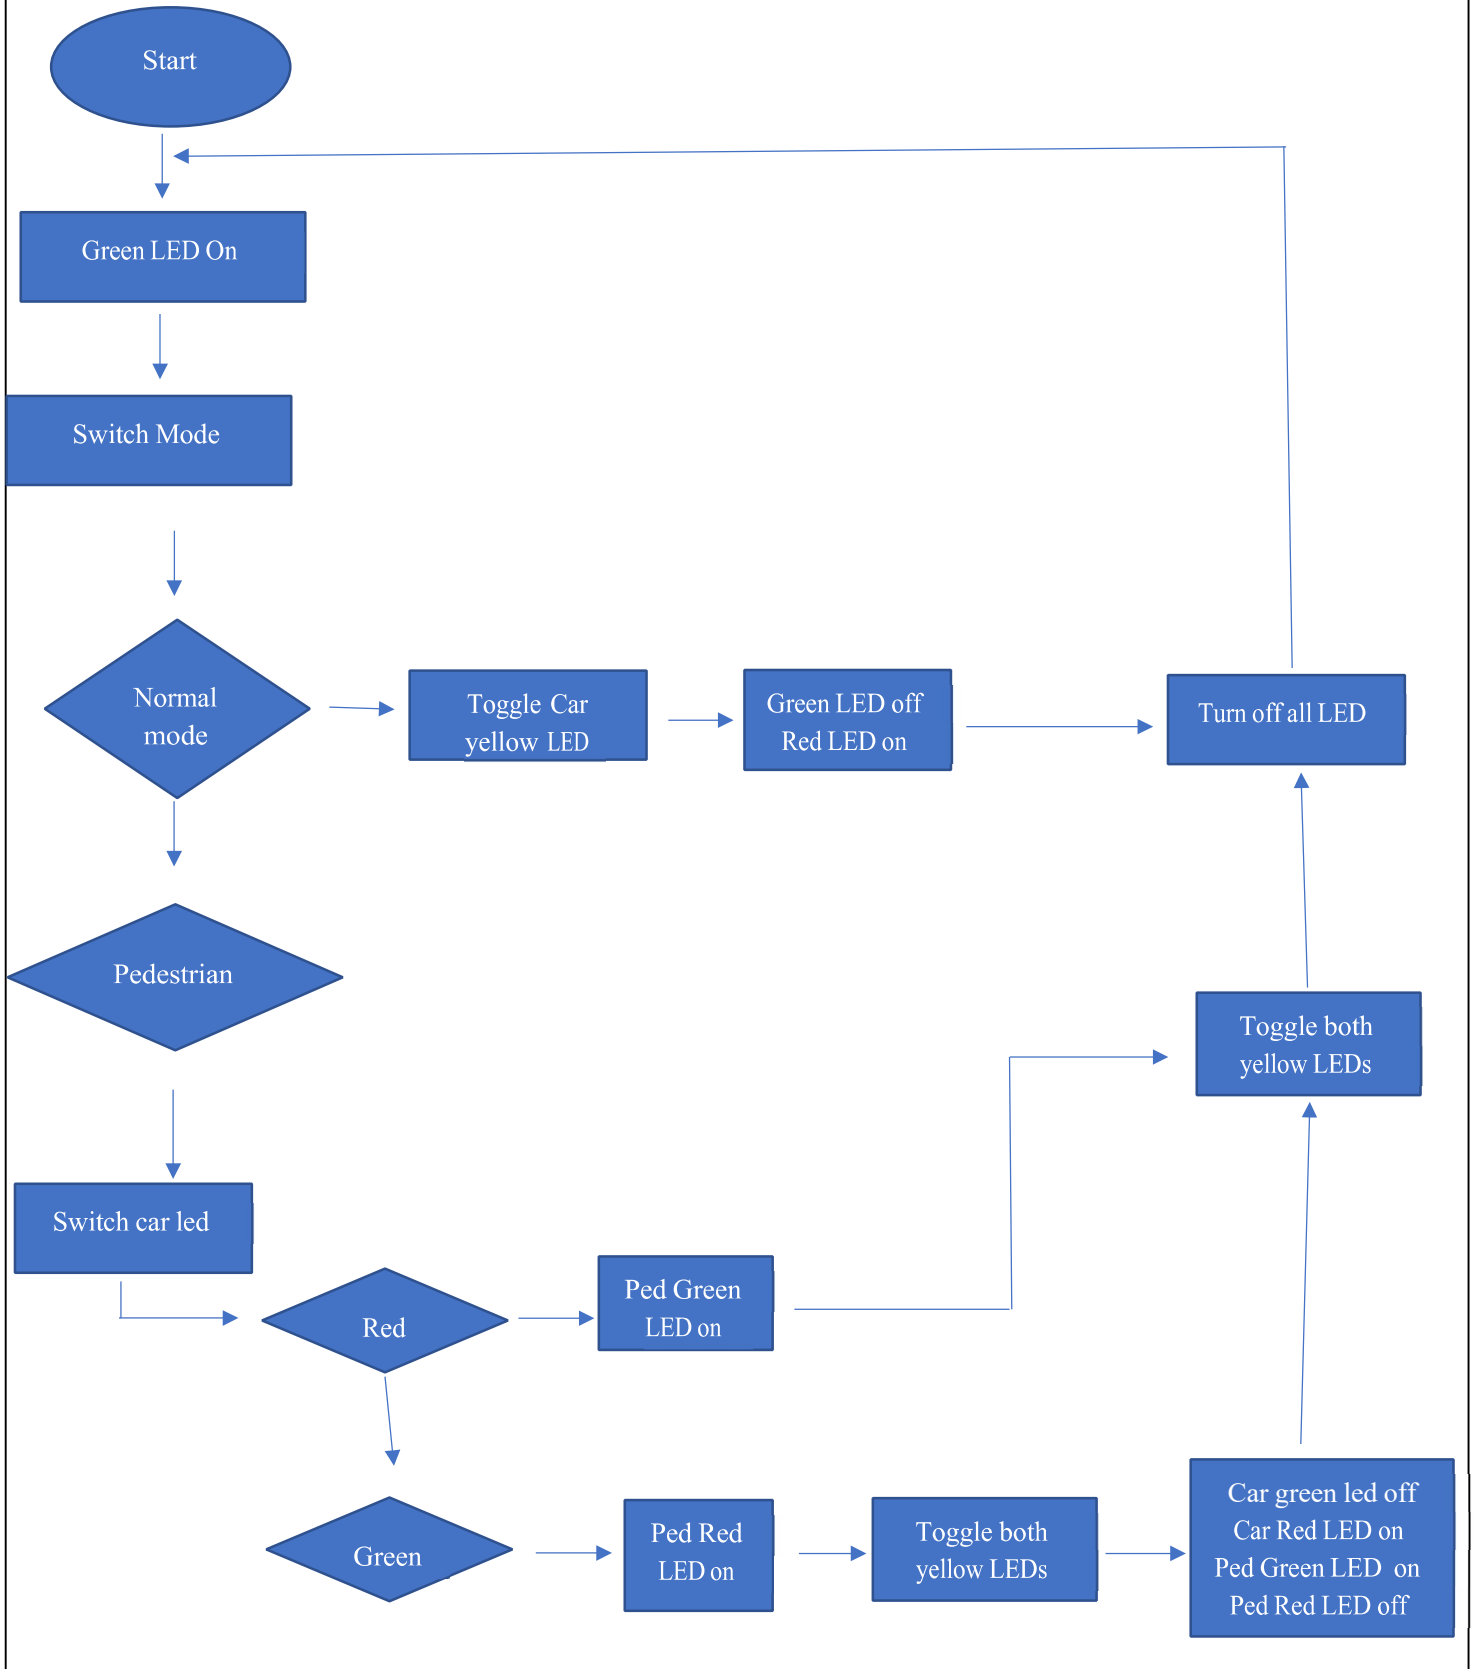 Start
Green LED On
Switch Mode
Normal
mode
Toggle Car
yellow LED
Green LED off
Red LED on
Turn off all LED
Pedestrian
Toggle both
yellow LEDs
Switch car led
Red
Ped Green
LED on
Green
Ped Red
LED on
Toggle both
yellow LEDs
Car green led off
Car Red LED on
Ped Green LED on
Ped Red LED off